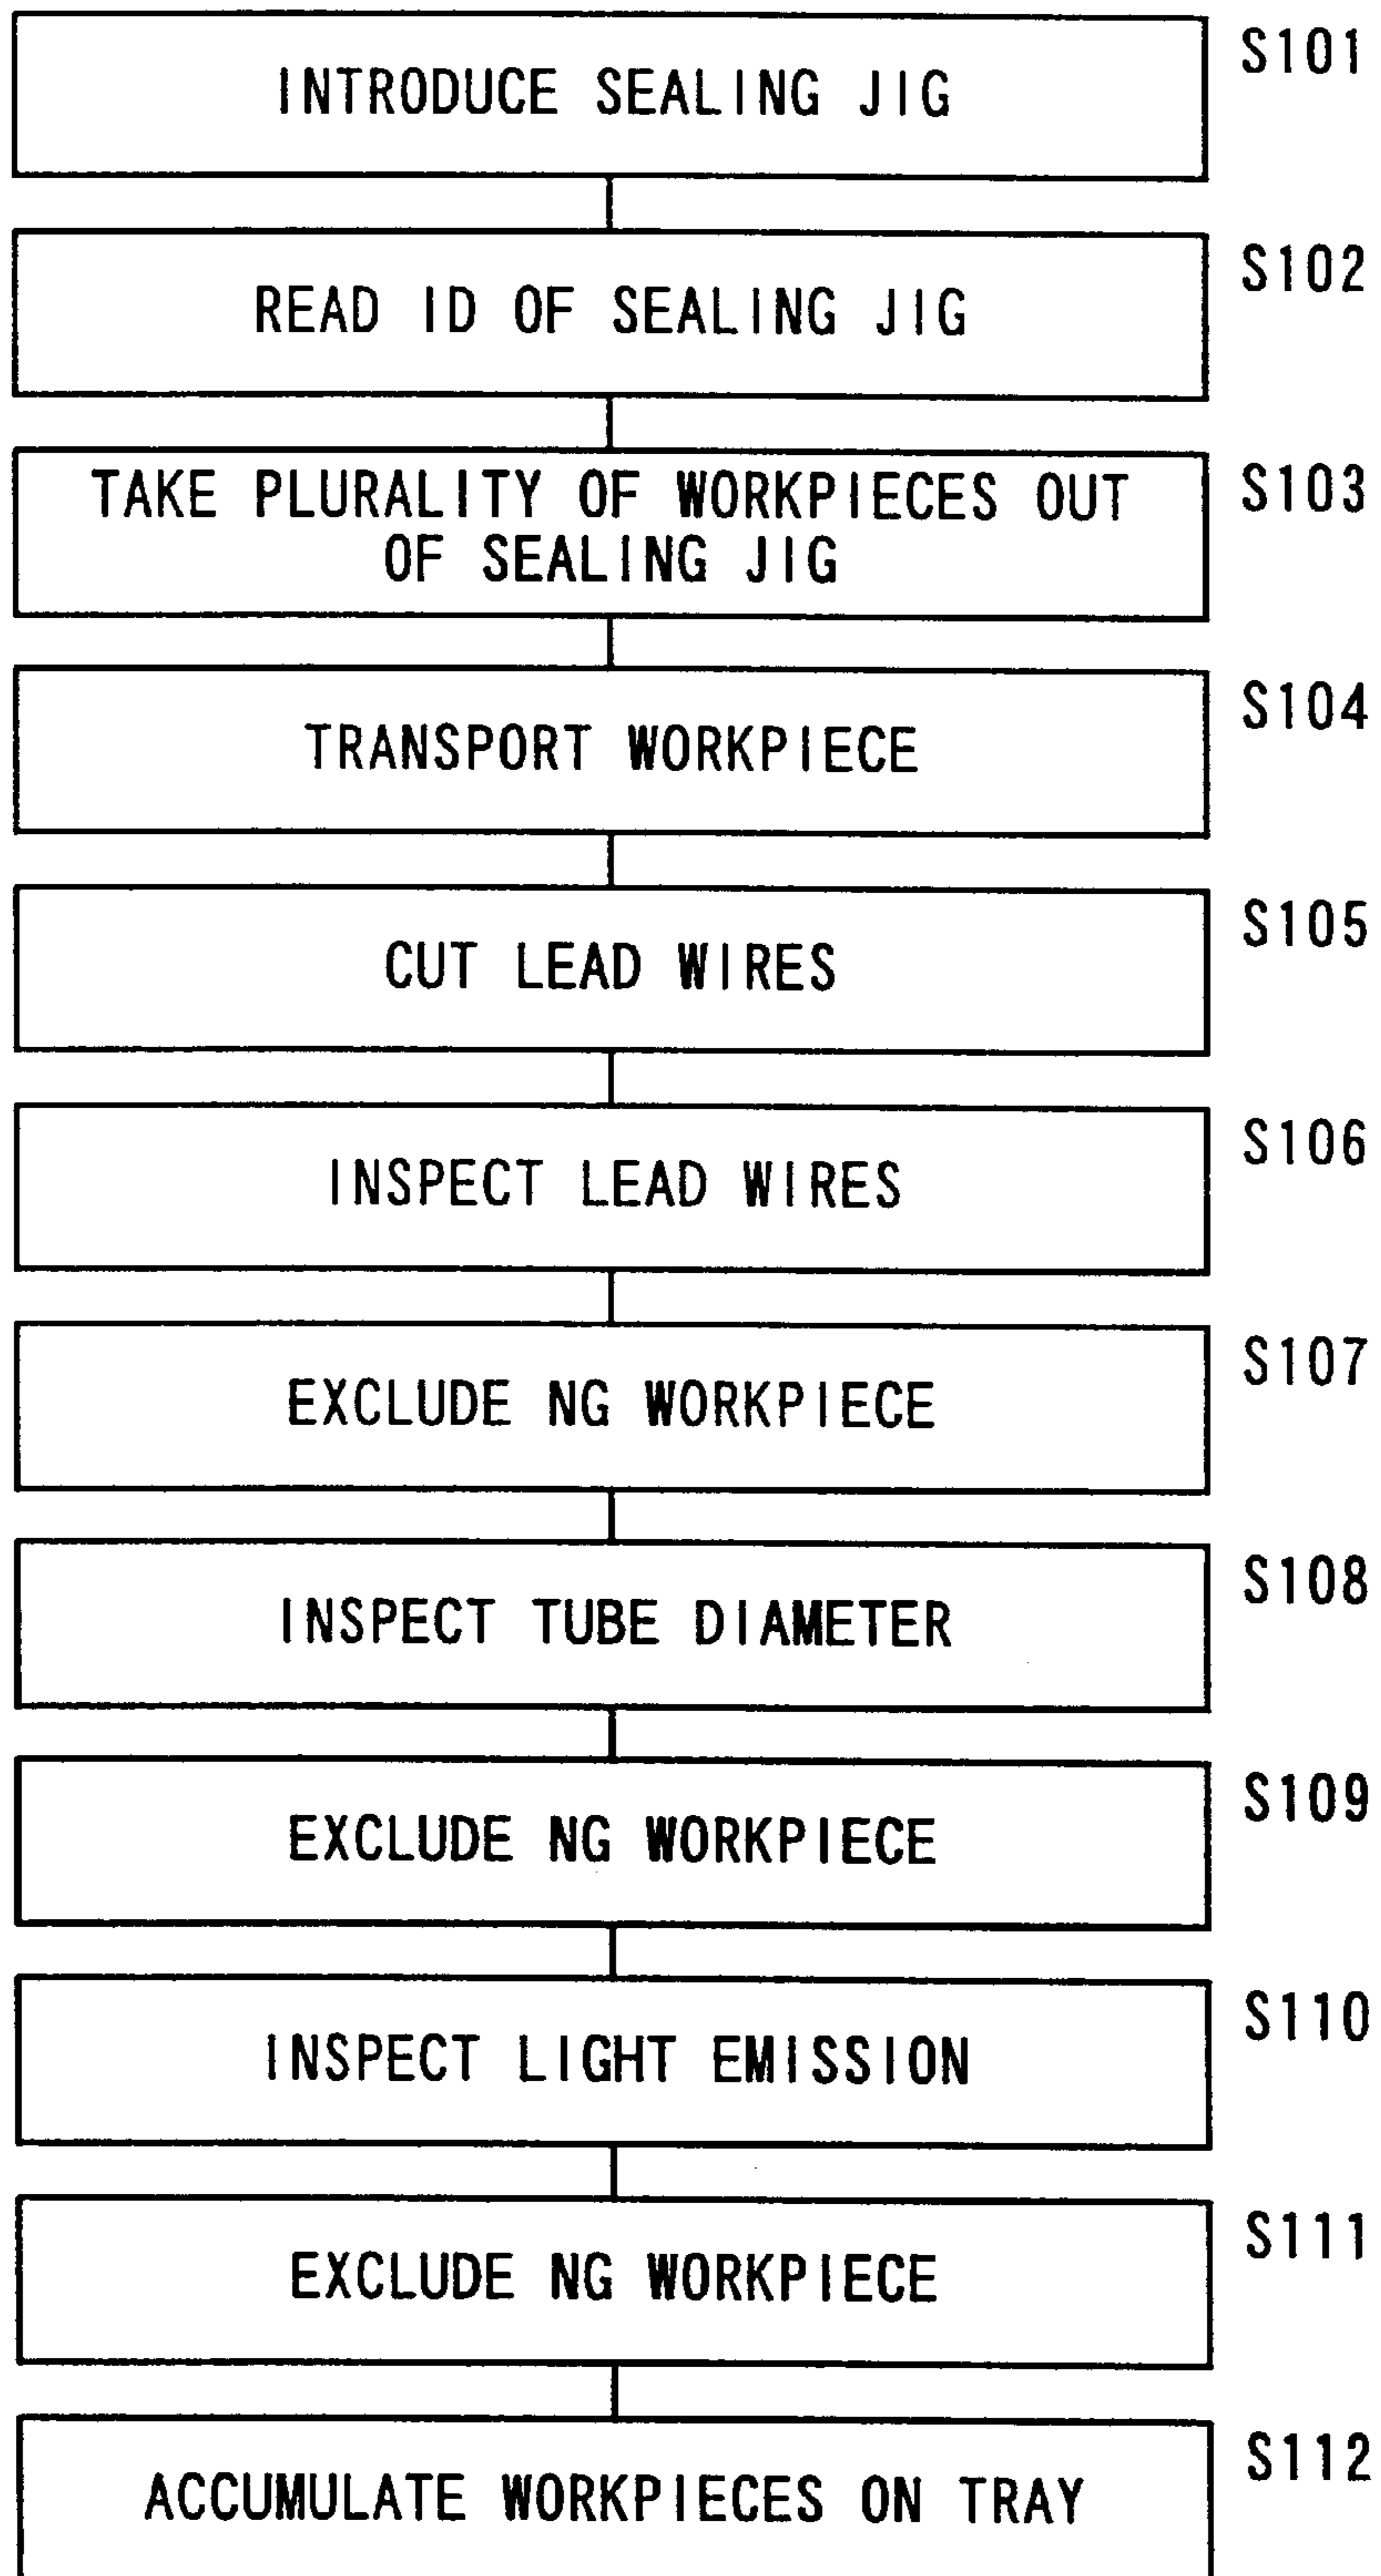 INTRODUCE SEALING JIG S101
READ ID OF SEALING JIG S102
TAKE PLURALITY OF WORKPIECES OUT S103
OF SEALING JIG
TRANSPORT WORKPIECE S104
CUT LEAD WIRES S105
INSPECT LEAD WIRES S106
EXCLUDE NG WORKPIECE S107
INSPECT TUBE DIAMETER S108
EXCLUDE NG WORKPIECE S109
INSPECT LIGHT EMISSION S110
EXCLUDE NG WORKPIECE S111
ACCUMULATE WORKPIECES ON TRAY S112